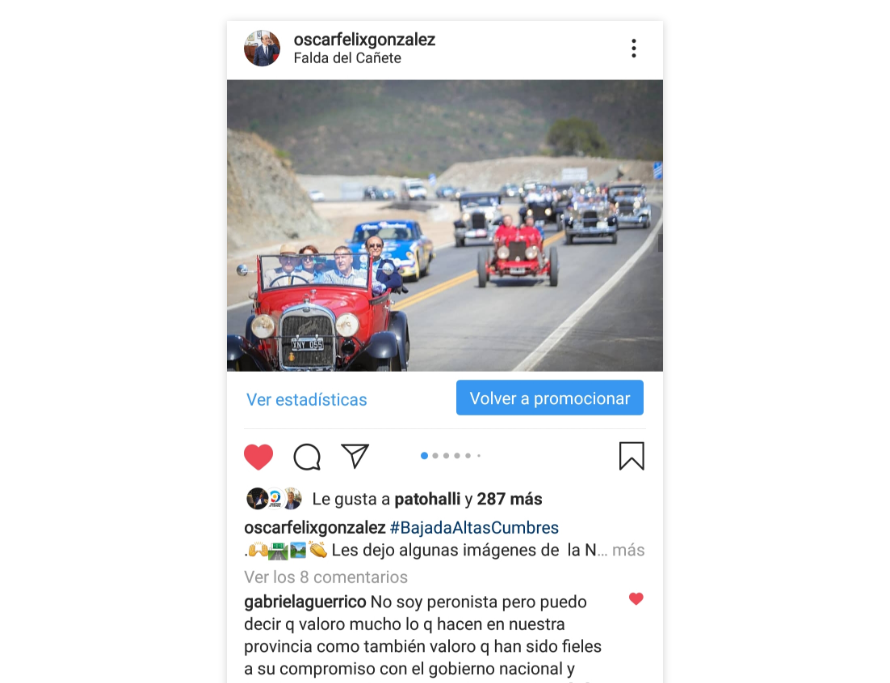 oscarfelixgonzalez
Falda del Cañete
Ver estadísticas
Volver a promocionar
Le gusta a patohalli y 287 más
oscarfelixgonzalez #BajadaAltasCumbres
.🙌🛣️🏞️👏 Les dejo algunas imágenes de la N... más
Ver los 8 comentarios
gabrielaguerrico No soy peronista pero puedo
decir q valoro mucho lo q hacen en nuestra
provincia como también valoro q han sido fieles
a su compromiso con el gobierno nacional y